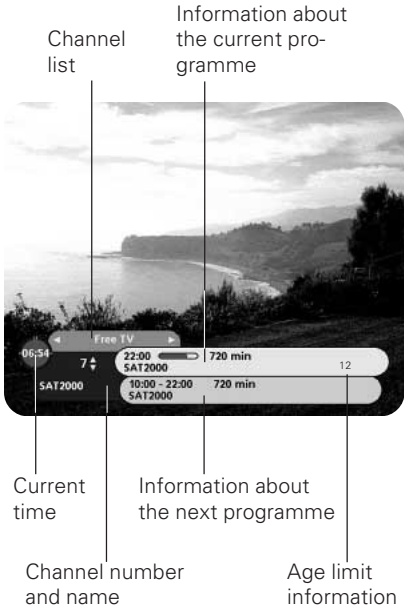 Information about
the current pro-
gramme
Channel
list
Free TV
06:54
7
SAT2000
22:00 720 min
SAT2000
12
10:00 - 22:00 720 min
SAT2000
Current
time
Information about
the next programme
Channel number
and name
Age limit
information